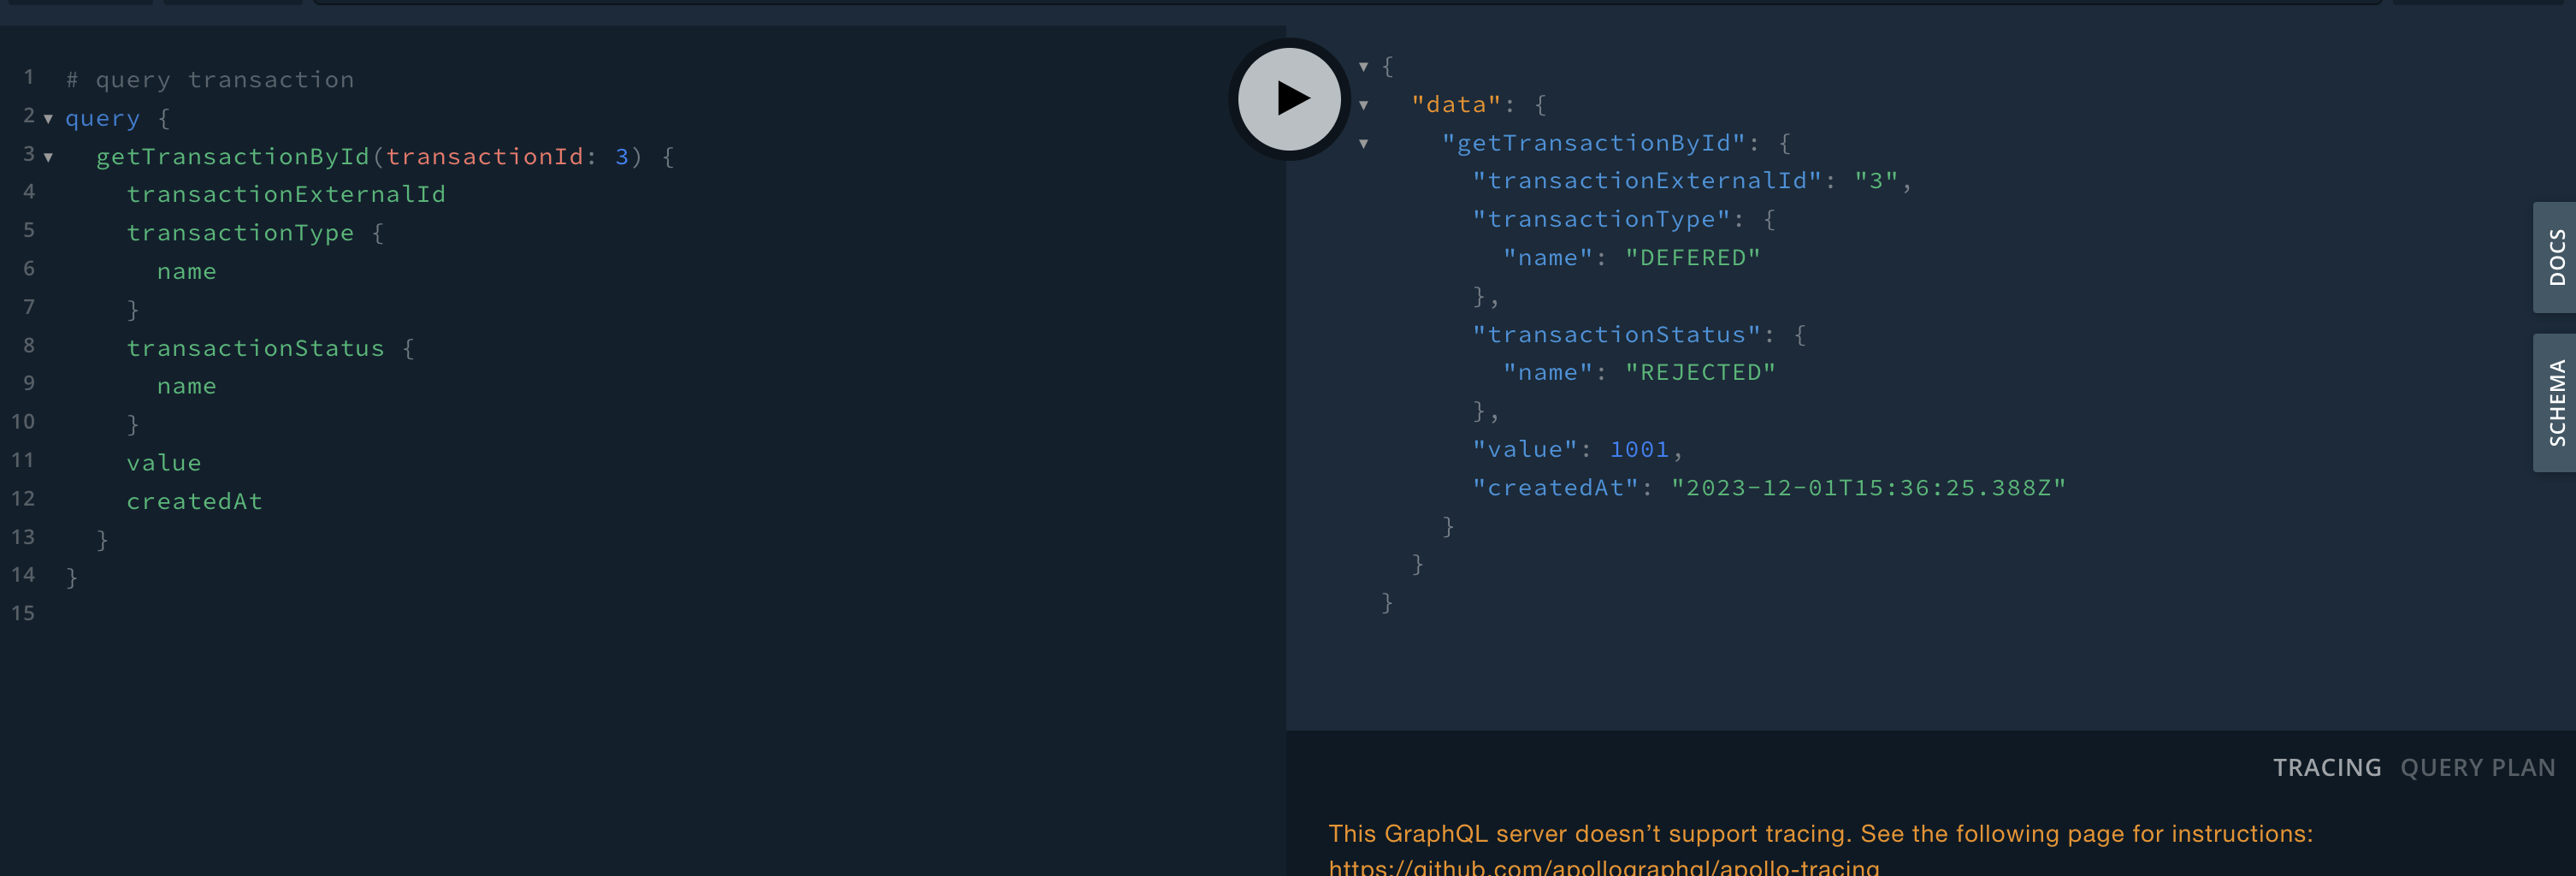 1 # query transaction
2 query {
3 getTransactionById(transactionId: 3) {
4 transactionExternalId
5 transactionType {
6 name
7 }
8 transactionStatus {
9 name
10 }
11 value
12 createdAt
13 }
14 }
15
{
"data": {
"getTransactionById": {
"transactionExternalId": "3",
"transactionType": {
"name": "DEFERED"
},
"transactionStatus": {
"name": "REJECTED"
},
"value": 1001,
"createdAt": "2023-12-01T15:36:25.388Z"
}
}
}
DOCS
SCHEMA
TRACING QUERY PLAN
This GraphQL server doesn’t support tracing. See the following page for instructions:
https://github.com/apollographql/apollo-tracing